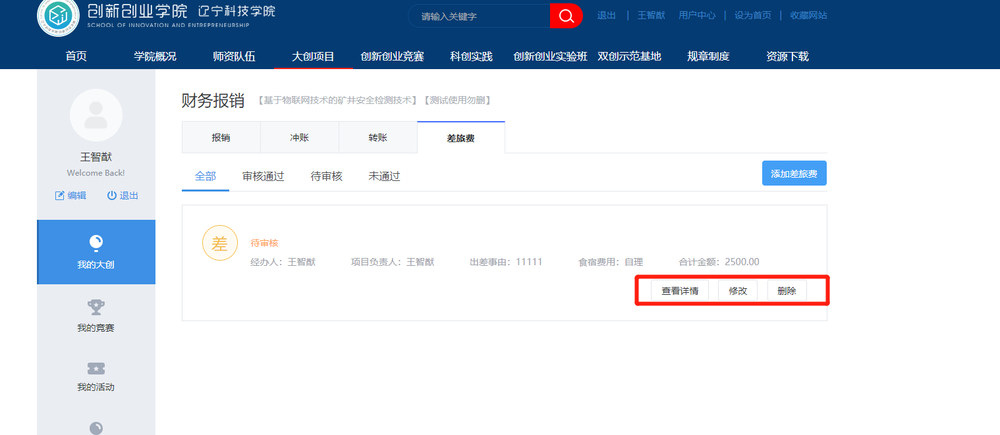 创新创业学院 辽宁科技学院
SCHOOL OF INNOVATION AND ENTREPRENEURSHIP
请输入关键字
退出 | 王智猷 用户中心 | 设为首页 | 收藏网站
首页 学院概况 师资队伍 大创项目 创新创业竞赛 科创实践 创新创业实验班 双创示范基地 规章制度 资源下载
王智猷
Welcome Back!
编辑 退出
我的大创
我的竞赛
我的活动
财务报销 【基于物联网技术的矿井安全检测技术】【测试使用勿删】
报销 冲账 转账 差旅费
全部 审核通过 待审核 未通过
添加差旅费
差
待审核
经办人：王智猷 项目负责人：王智猷 出差事由：11111 食宿费用：自理 合计金额：2500.00
查看详情 修改 删除